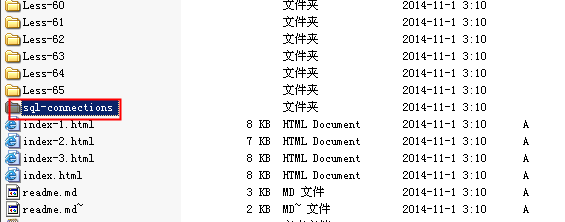 Less-60 文件夹 2014-11-1 3:10
Less-61 文件夹 2014-11-1 3:10
Less-62 文件夹 2014-11-1 3:10
Less-63 文件夹 2014-11-1 3:10
Less-64 文件夹 2014-11-1 3:10
Less-65 文件夹 2014-11-1 3:10
sql-connections 文件夹 2014-11-1 3:10
index-1.html 8 KB HTML Document 2014-11-1 3:10 A
index-2.html 7 KB HTML Document 2014-11-1 3:10 A
index-3.html 8 KB HTML Document 2014-11-1 3:10 A
index.html 8 KB HTML Document 2014-11-1 3:10 A
readme.md 3 KB MD 文件 2014-11-1 3:10 A
readme.md~ 2 KB MD~ 文件 2014-11-1 3:10 A